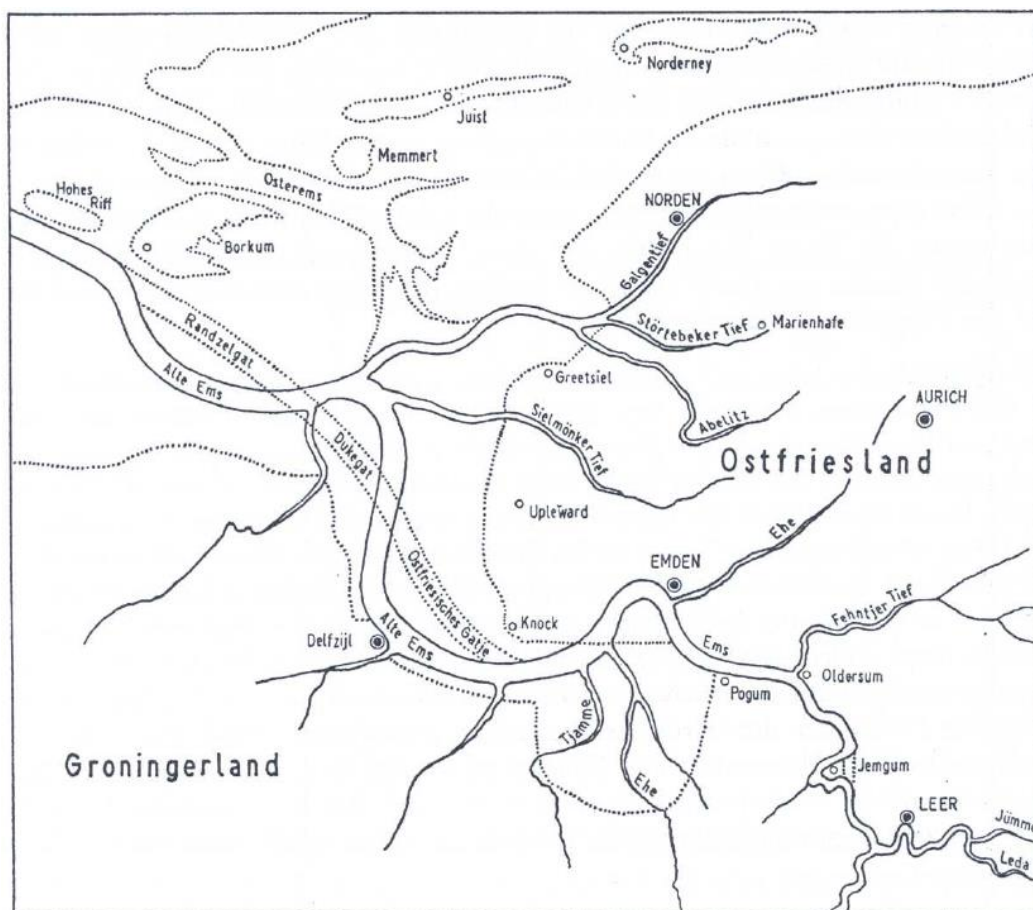 Norderney
Juist
Memmert
Osterems
Hohes
Riff
Borkum
NORDEN
Galgentief
Störtebeker Tief
Marienhafe
Randzelgat
Alte Ems
Greetsiel
Abelitz
AURICH
Sielmönker Tief
Dukegat
Ostfriesland
Upleward
Ehe
Ostfriesisches Gatje
EMDEN
Fehntjer Tief
Knock
Delfzijl
Alte Ems
Ems
Oldersum
Pogum
Tjamme
Groningerland
Ehe
Jemgum
LEER
Jümme
Leda